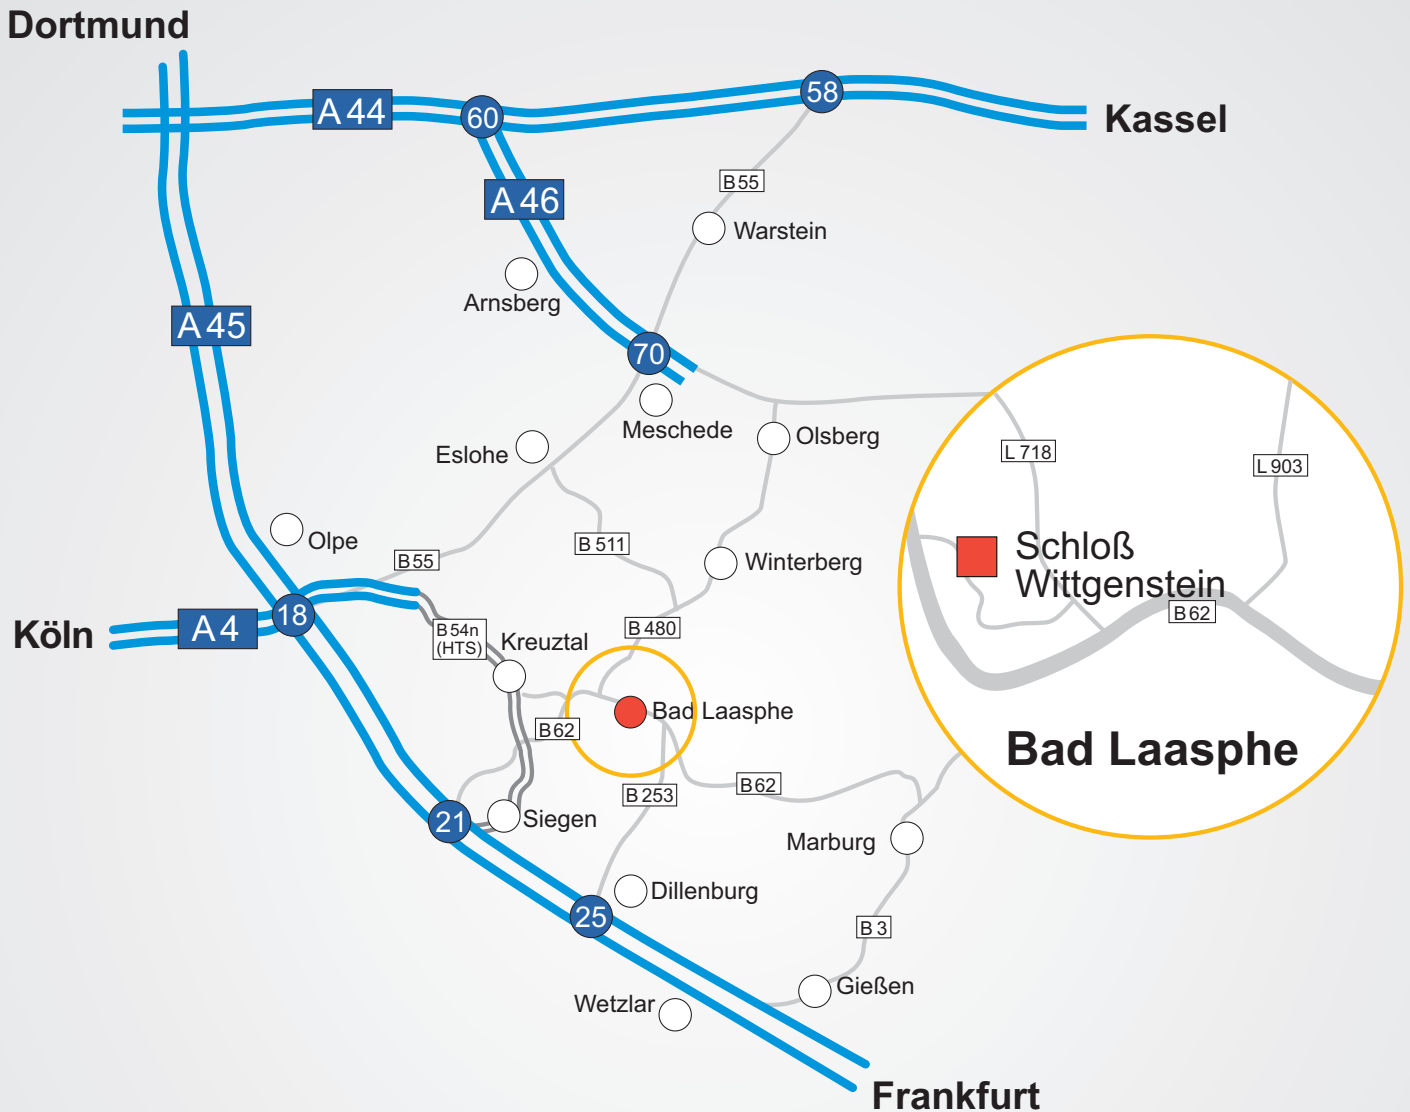 Dortmund
A 44
60
58
Kassel
A 46
B 55
Warstein
Arnsberg
A 45
70
Meschede
Olsberg
Eslohe
L 718
L 903
Olpe
B 55
B 511
Winterberg
Schloß
Wittgenstein
B 62
Köln
A 4
18
B 54n
(HTS)
Kreuztal
B 480
Bad Laasphe
B 62
Bad Laasphe
B 253
B 62
21
Siegen
Marburg
Dillenburg
25
B 3
Gießen
Wetzlar
Frankfurt